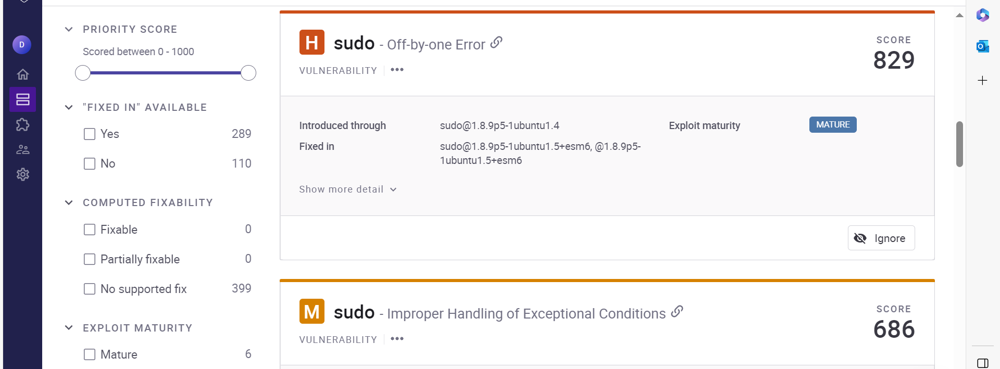 D
PRIORITY SCORE
Scored between 0 - 1000
"FIXED IN" AVAILABLE
Yes 289
No 110
COMPUTED FIXABILITY
Fixable 0
Partially fixable 0
No supported fix 399
EXPLOIT MATURITY
Mature 6
H sudo - Off-by-one Error
VULNERABILITY
SCORE
829
Introduced through sudo@1.8.9p5-1ubuntu1.4
Exploit maturity MATURE
Fixed in sudo@1.8.9p5-1ubuntu1.5+esm6, @1.8.9p5-
1ubuntu1.5+esm6
Show more detail
Ignore
M sudo - Improper Handling of Exceptional Conditions
VULNERABILITY
SCORE
686